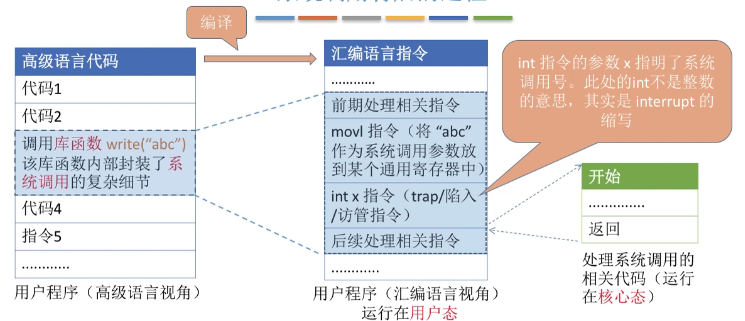 编译
高级语言代码
代码1
代码2
调用库函数 write(“abc”)
该库函数内部封装了系
统调用的复杂细节
代码4
指令5
…………
用户程序（高级语言视角）
汇编语言指令
…………
前期处理相关指令
movl 指令（将 “abc”
作为系统调用参数放
到某个通用寄存器中）
int x 指令（trap/陷入
/访管指令）
后续处理相关指令
…………
用户程序（汇编语言视角）
运行在用户态
int 指令的参数 x 指明了系统
调用号。此处的int不是整数
的意思，其实是 interrupt 的
缩写
开始
…………..
返回
处理系统调用的
相关代码（运行
在核心态）